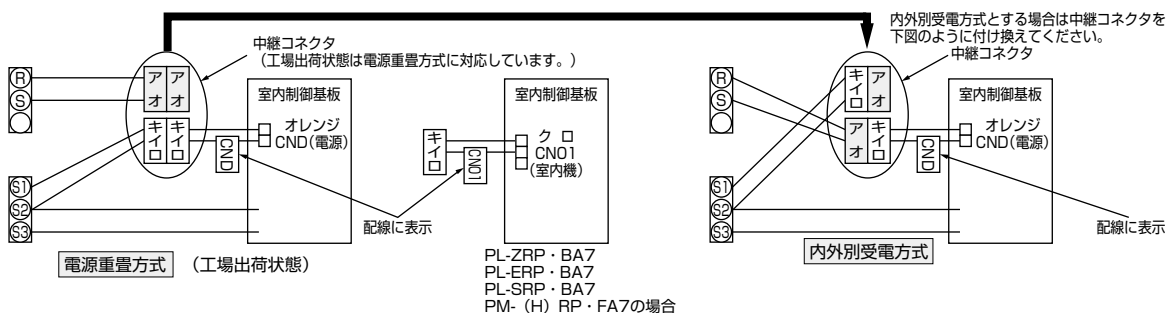 中継コネクタ
（工場出荷状態は電源重畳方式に対応しています。）
R
S
ア
オ
ア
オ
キイロ
キイロ
S1
S2
S3
室内制御基板
オレンジ
CND(電源)
CND
配線に表示
電源重畳方式
（工場出荷状態）
キイロ
CN01
室内制御基板
クロ
CN01
(室内機)
PL-ZRP・BA7
PL-ERP・BA7
PL-SRP・BA7
PM-（H）RP・FA7の場合
内外別受電方式とする場合は中継コネクタを
下図のように付け換えてください。
中継コネクタ
R
S
キイロ
アオ
アオ
キイロ
S1
S2
S3
室内制御基板
オレンジ
CND(電源)
CND
配線に表示
内外別受電方式